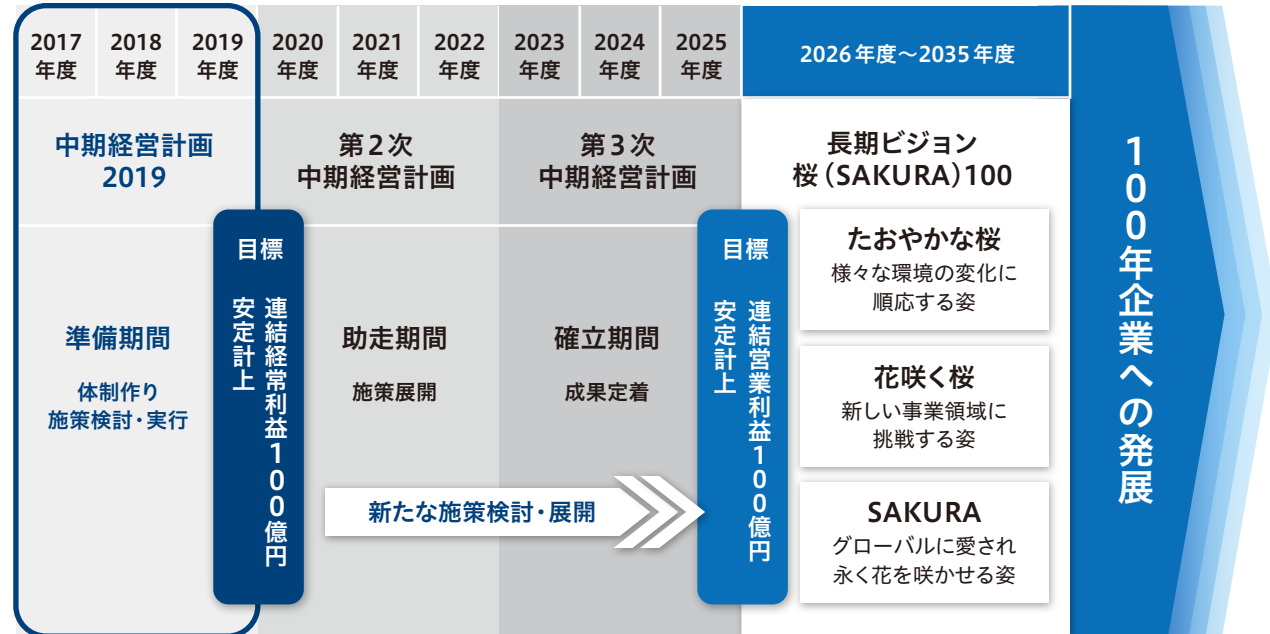 2017
年度
2018
年度
2019
年度
2020
年度
2021
年度
2022
年度
2023
年度
2024
年度
2025
年度
2026年度～2035年度
中期経営計画
2019
第2次
中期経営計画
第3次
中期経営計画
長期ビジョン
桜（SAKURA）100
準備期間
体制作り
施策検討・実行
目標
連結経常利益100億円
安定計上
助走期間
施策展開
確立期間
成果定着
新たな施策検討・展開
目標
連結営業利益100億円
安定計上
たおやかな桜
様々な環境の変化に
順応する姿
花咲く桜
新しい事業領域に
挑戦する姿
SAKURA
グローバルに愛され
永く花を咲かせる姿
100年企業への発展